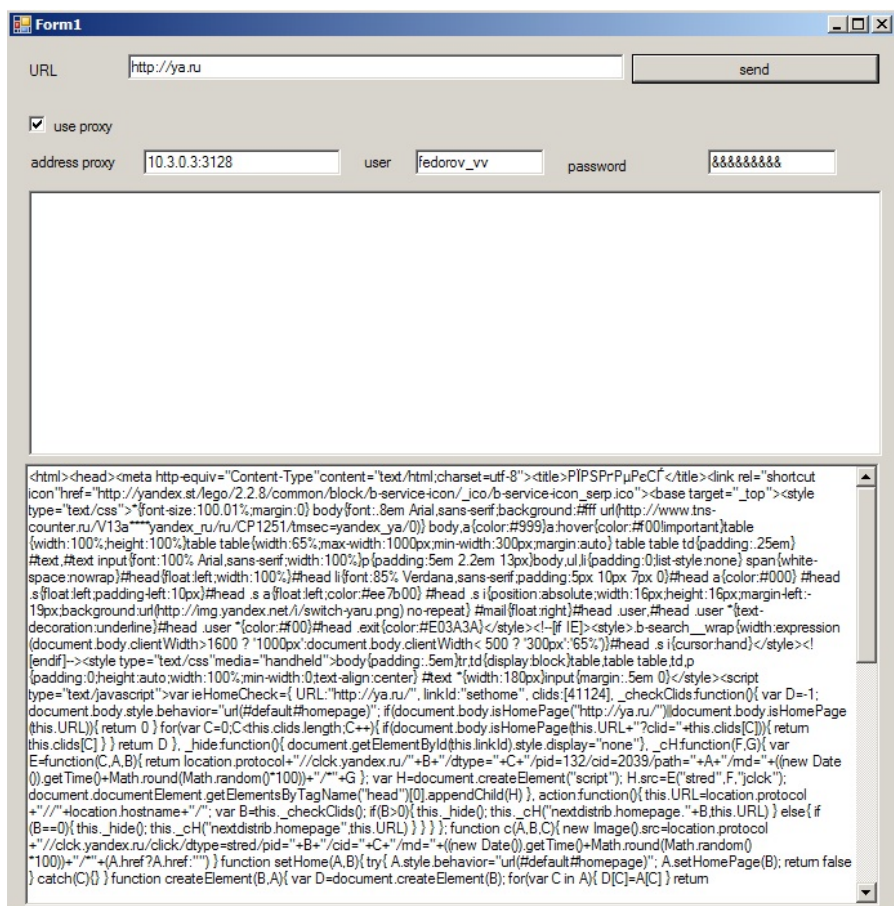 Form1
URL http://ya.ru send
use proxy
address proxy 10.3.0.3:3128 user fedorov_vv password &&&&&&&&&
<html><head><meta http-equiv="Content-Type"content="text/html;charset=utf-8"><title>РЇРЅРґРµРєСЃ</title><link rel="shortcut
icon"href="http://yandex.st/lego/2.2.8/common/block/b-service-icon/_ico/b-service-icon_serp.ico"><base target="_top"><style
type="text/css">*{font-size:100.01%;margin:0} body{font:.8em Arial,sans-serif;background:#fff url(http://www.tns-
counter.ru/V13a****yandex_ru/ru/CP1251/tmsec=yandex_ya/0)} body,a{color:#999}a:hover{color:#f00!important}table
{width:100%;height:100%}table table{width:65%;max-width:1000px;min-width:300px;margin:auto} table table td{padding:.25em}
#text,#text input{font:100% Arial,sans-serif;width:100%}p{padding:5em 2.2em 13px}body,ul,li{padding:0;list-style:none} span{white-
space:nowrap}#head{float:left;width:100%}#head li{font:85% Verdana,sans-serif;padding:5px 10px 7px 0}#head a{color:#000} #head
.s{float:left;padding-left:10px}#head .s a{float:left;color:#ee7b00} #head .s i{position:absolute;width:16px;height:16px;margin-left:-
19px;background:url(http://img.yandex.net/i/switch-yaru.png) no-repeat} #mail{float:right}#head .user,#head .user *{text-
decoration:underline}#head .user *{color:#f00}#head .exit{color:#E03A3A}</style><!--[if IE]><style>.b-search__wrap{width:expression
(document.body.clientWidth>1600 ? '1000px':document.body.clientWidth< 500 ? '300px':'65%')}#head .s i{cursor:hand}</style><!
[endif]--><style type="text/css"media="handheld">body{padding:.5em}tr,td{display:block}table,table table,td,p
{padding:0;height:auto;width:100%;min-width:0;text-align:center} #text *{width:180px}input{margin:.5em 0}</style><script
type="text/javascript">var ieHomeCheck={ URL:"http://ya.ru/", linkId:"sethome", clids:[41124], _checkClids:function(){ var D=-1;
document.body.style.behavior="url(#default#homepage)"; if(document.body.isHomePage("http://ya.ru/")||document.body.isHomePage
(this.URL)){ return 0 } for(var C=0;C<this.clids.length;C++){ if(document.body.isHomePage(this.URL+"?clid="+this.clids[C])){ return
this.clids[C] } } return D }, _hide:function(){ document.getElementById(this.linkId).style.display="none"}, _cH:function(F,G){ var
E=function(C,A,B){ return location.protocol+"//clck.yandex.ru/"+B+"/dtype="+C+"/pid=132/cid=2039/path="+A+"/rnd="+((new Date
()).getTime()+Math.round(Math.random()*100))+"/*"+G }; var H=document.createElement("script"); H.src=E("stred",F,"jclck");
document.documentElement.getElementsByTagName("head")[0].appendChild(H) }, action:function(){ this.URL=location.protocol
+"//"+location.hostname+"/"; var B=this._checkClids(); if(B>0){ this._hide(); this._cH("nextdistrib.homepage."+B,this.URL) } else{ if
(B==0){ this._hide(); this._cH("nextdistrib.homepage",this.URL) } } } }; function c(A,B,C){ new Image().src=location.protocol
+"//clck.yandex.ru/click/dtype=stred/pid="+B+"/cid="+C+"/rnd="+((new Date()).getTime()+Math.round(Math.random()
*100))+"/*"+(A.href?A.href:"") } function setHome(A,B){ try{ A.style.behavior="url(#default#homepage)"; A.setHomePage(B); return false
} catch(C){} } function createElement(B,A){ var D=document.createElement(B); for(var C in A){ D[C]=A[C] } return